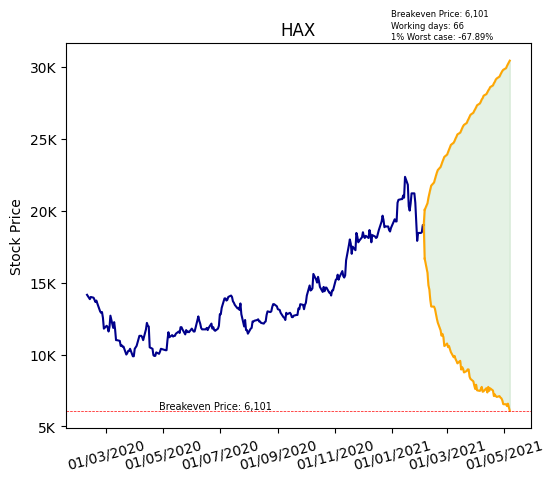 Breakeven Price: 6,101
Working days: 66
1% Worst case: -67.89%
HAX
Stock Price
30K
25K
20K
15K
10K
5K
Breakeven Price: 6,101
01/03/2020
01/05/2020
01/07/2020
01/09/2020
01/11/2020
01/01/2021
01/03/2021
01/05/2021